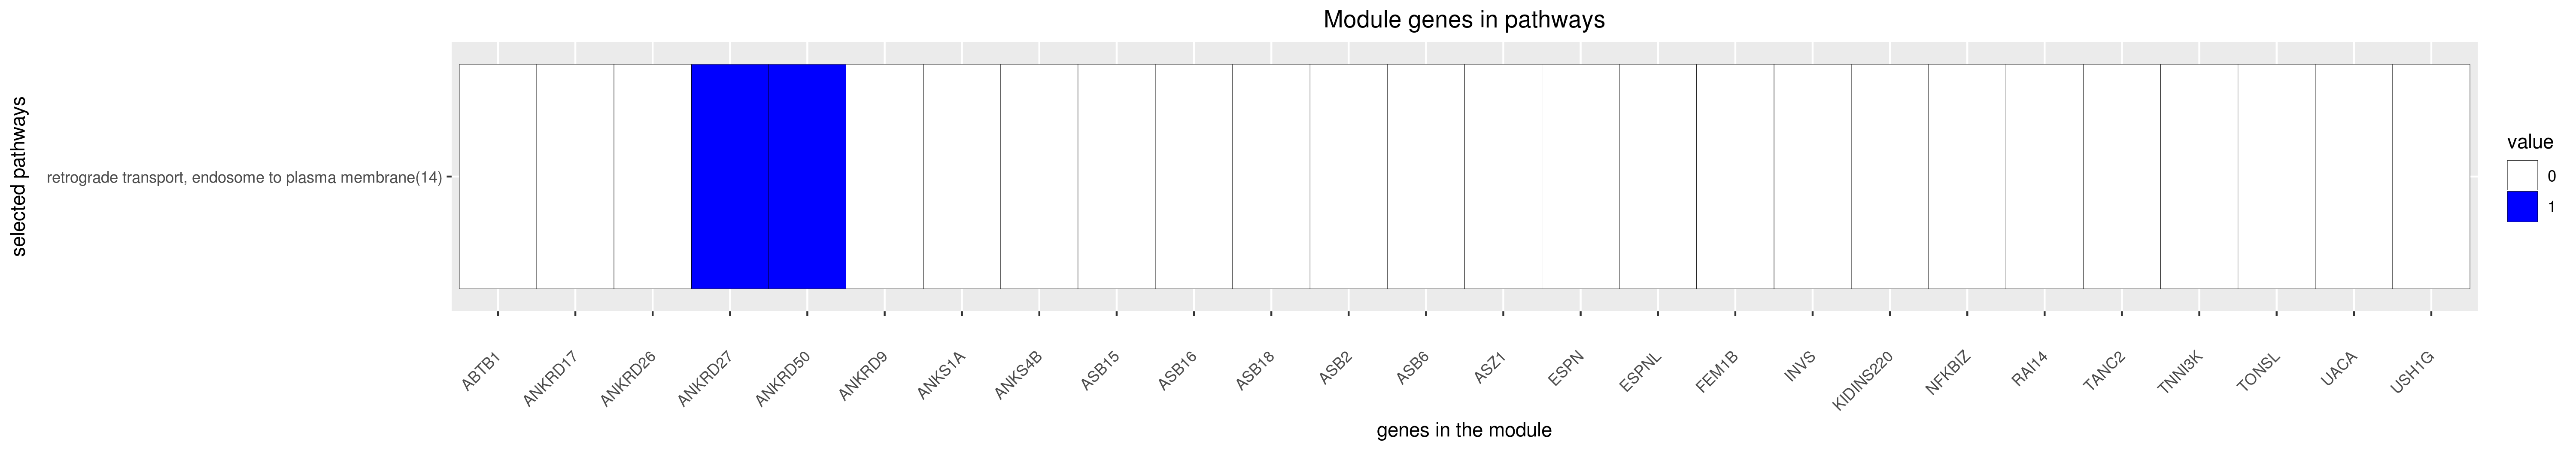 Module genes in pathways
selected pathways
retrograde transport, endosome to plasma membrane(14)
value
0
1
ABTB1
ANKRD17
ANKRD26
ANKRD27
ANKRD50
ANKRD9
ANKS1A
ANKS4B
ASB15
ASB16
ASB18
ASB2
ASB6
ASZ1
ESPN
ESPNL
FEM1B
INVS
KIDINS220
NFKBIZ
RAI14
TANC2
TNNI3K
TONSL
UACA
USH1G
genes in the module